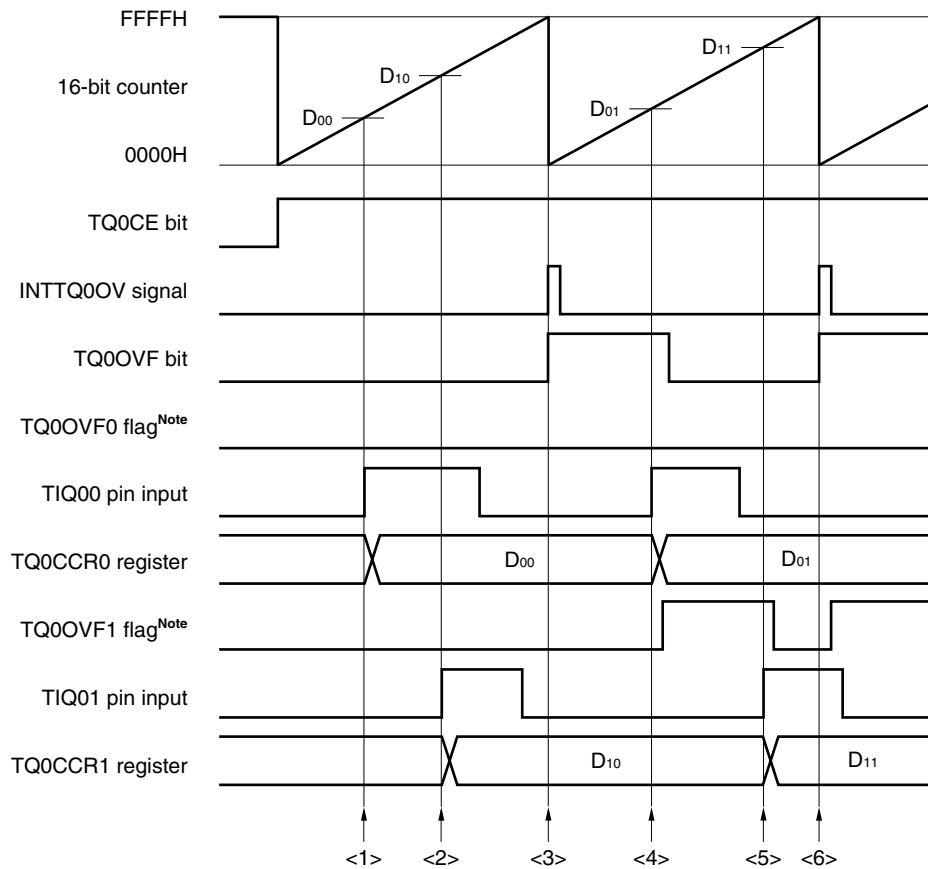 FFFFH
D11
D10
16-bit counter
D01
D00
0000H
TQ0CE bit
INTTQ0OV signal
TQ0OVF bit
TQ0OVF0 flagNote
TIQ00 pin input
TQ0CCR0 register
D00
D01
TQ0OVF1 flagNote
TIQ01 pin input
TQ0CCR1 register
D10
D11
<1> <2> <3> <4> <5> <6>